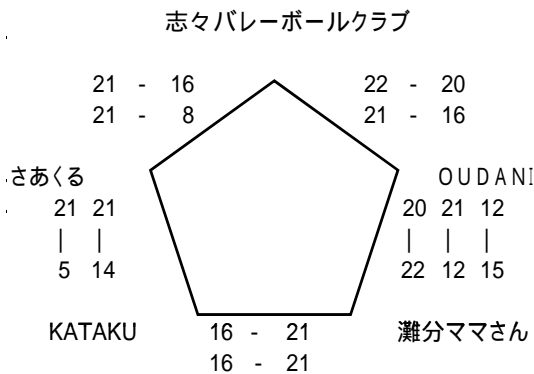 志々バレーボールクラブ
21 - 16 22 - 20
21 - 8 21 - 16
さあくる OUDANI
21 21 20 21 12
| | | | |
5 14 22 12 15
KATAKU 16 - 21 灘分ママさん
16 - 21